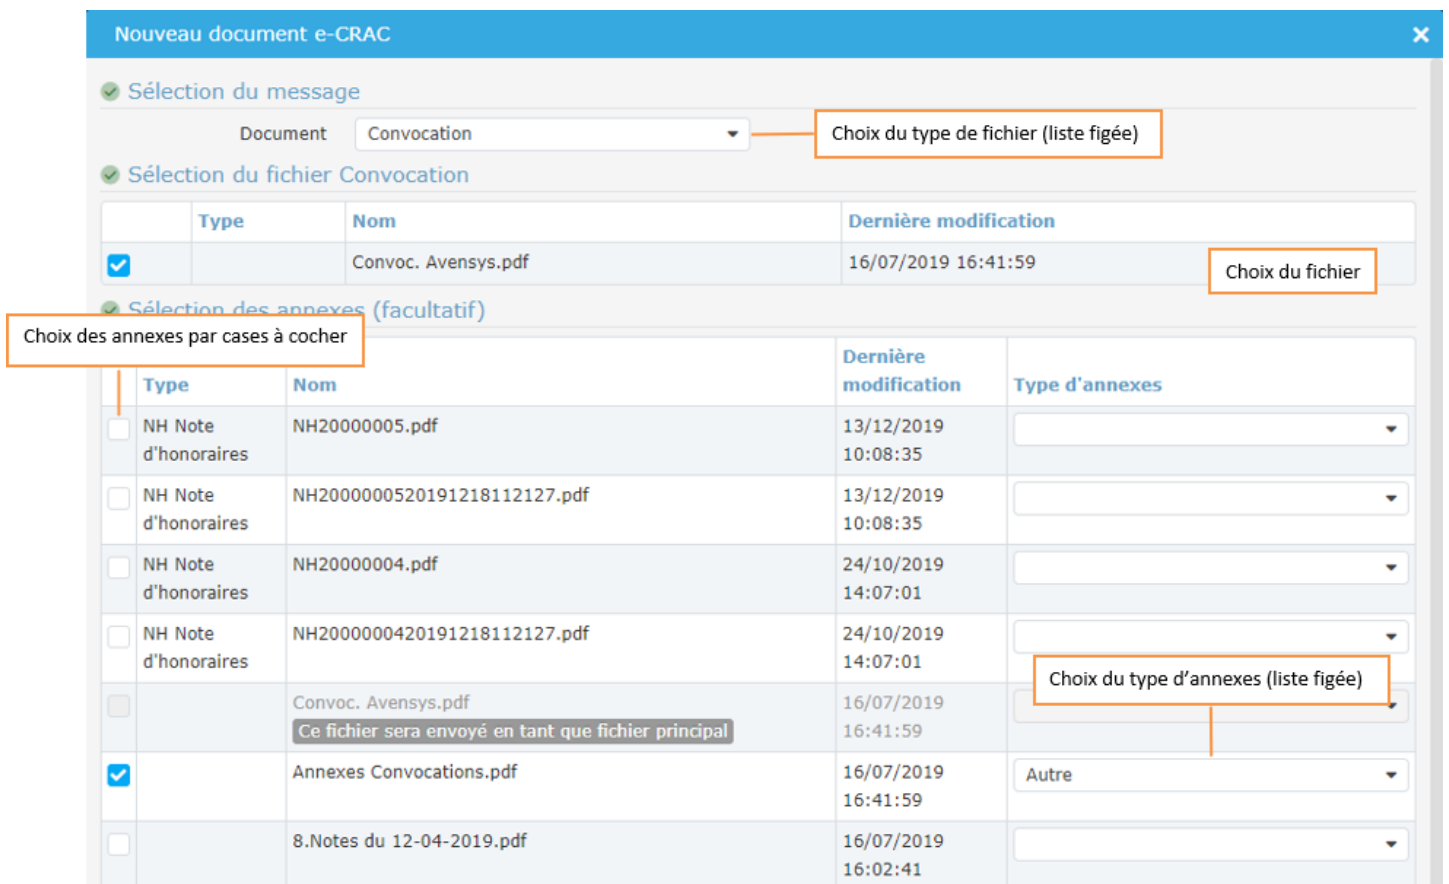 Nouveau document e-CRAC
Sélection du message
Document Convocation
Choix du type de fichier (liste figée)
Sélection du fichier Convocation
Type Nom Dernière modification
Convoc. Avensys.pdf 16/07/2019 16:41:59
Choix du fichier
Sélection des annexes (facultatif)
Choix des annexes par cases à cocher
Type Nom Dernière modification Type d'annexes
NH Note d'honoraires NH20000005.pdf 13/12/2019 10:08:35
NH Note d'honoraires NH2000000520191218112127.pdf 13/12/2019 10:08:35
NH Note d'honoraires NH20000004.pdf 24/10/2019 14:07:01
NH Note d'honoraires NH2000000420191218112127.pdf 24/10/2019 14:07:01
Choix du type d'annexes (liste figée)
Convoc. Avensys.pdf 16/07/2019 16:41:59
Ce fichier sera envoyé en tant que fichier principal
Annexes Convocations.pdf 16/07/2019 16:41:59 Autre
8.Notes du 12-04-2019.pdf 16/07/2019 16:02:41